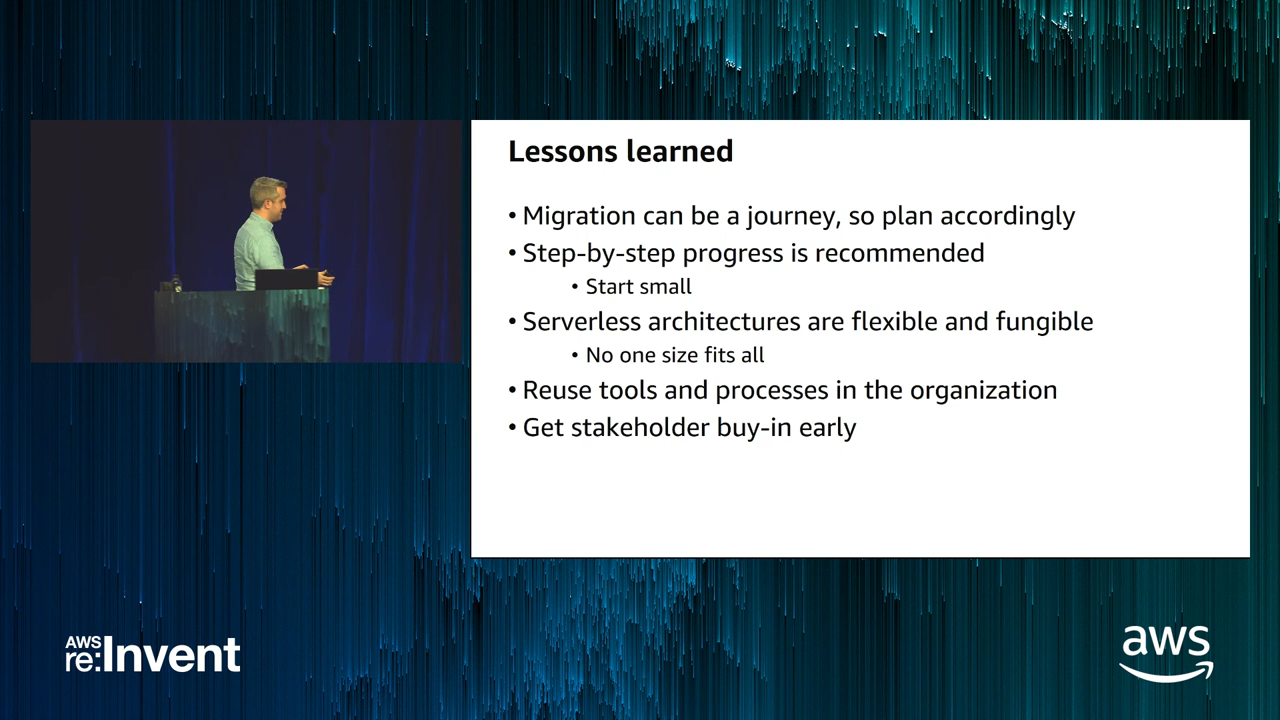 Lessons learned
• Migration can be a journey, so plan accordingly
• Step-by-step progress is recommended
• Start small
• Serverless architectures are flexible and fungible
• No one size fits all
• Reuse tools and processes in the organization
• Get stakeholder buy-in early
AWS
re:Invent
aws